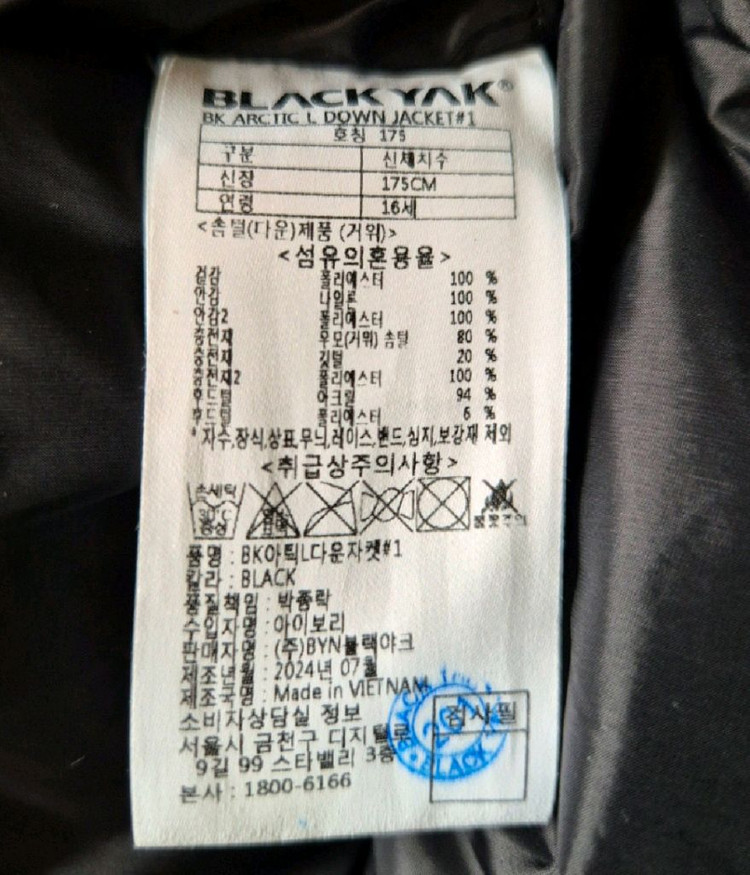 BLACKYAK®
BK ARCTIC L DOWN JACKET#1
호칭 175
구분 신체치수
신장 175CM
연령 16세
<솜털(다운)제품 (거위)>
<섬유의혼용율>
겉감 폴리에스터 100 %
안감 나일론 100 %
안감2 폴리에스터 100 %
충전재 우모(거위) 솜털 80 %
충전재 깃털 20 %
충전재2 폴리에스터 100 %
후드털 아크릴 94 %
후드털 폴리에스터 6 %
* 자수,장식,상표,무늬,레이스,밴드,심지,보강재 제외
<취급상주의사항>
손세탁
30°C
중성
염소
표백
불꽃주의
품명 : BK아틱L다운자켓#1
칼라 : BLACK
품질책임 : 박종락
수입자명 : 아이보리
판매자명 : (주)BYN블랙야크
제조년월 : 2024년 07월
제조국명 : Made in VIETNAM
소비자상담실 정보
서울시 금천구 디지털로
9길 99 스타밸리 3층
본사 : 1800-6166
검사필
BLACK